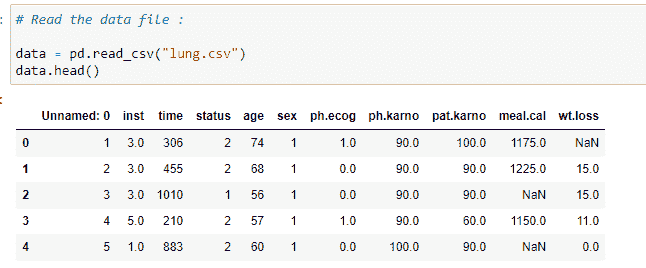 # Read the data file :
data = pd.read_csv("lung.csv")
data.head()
Unnamed: 0 inst time status age sex ph.ecog ph.karno pat.karno meal.cal wt.loss
0 1 3.0 306 2 74 1 1.0 90.0 100.0 1175.0 NaN
1 2 3.0 455 2 68 1 0.0 90.0 90.0 1225.0 15.0
2 3 3.0 1010 1 56 1 0.0 90.0 90.0 NaN 15.0
3 4 5.0 210 2 57 1 1.0 90.0 60.0 1150.0 11.0
4 5 1.0 883 2 60 1 0.0 100.0 90.0 NaN 0.0